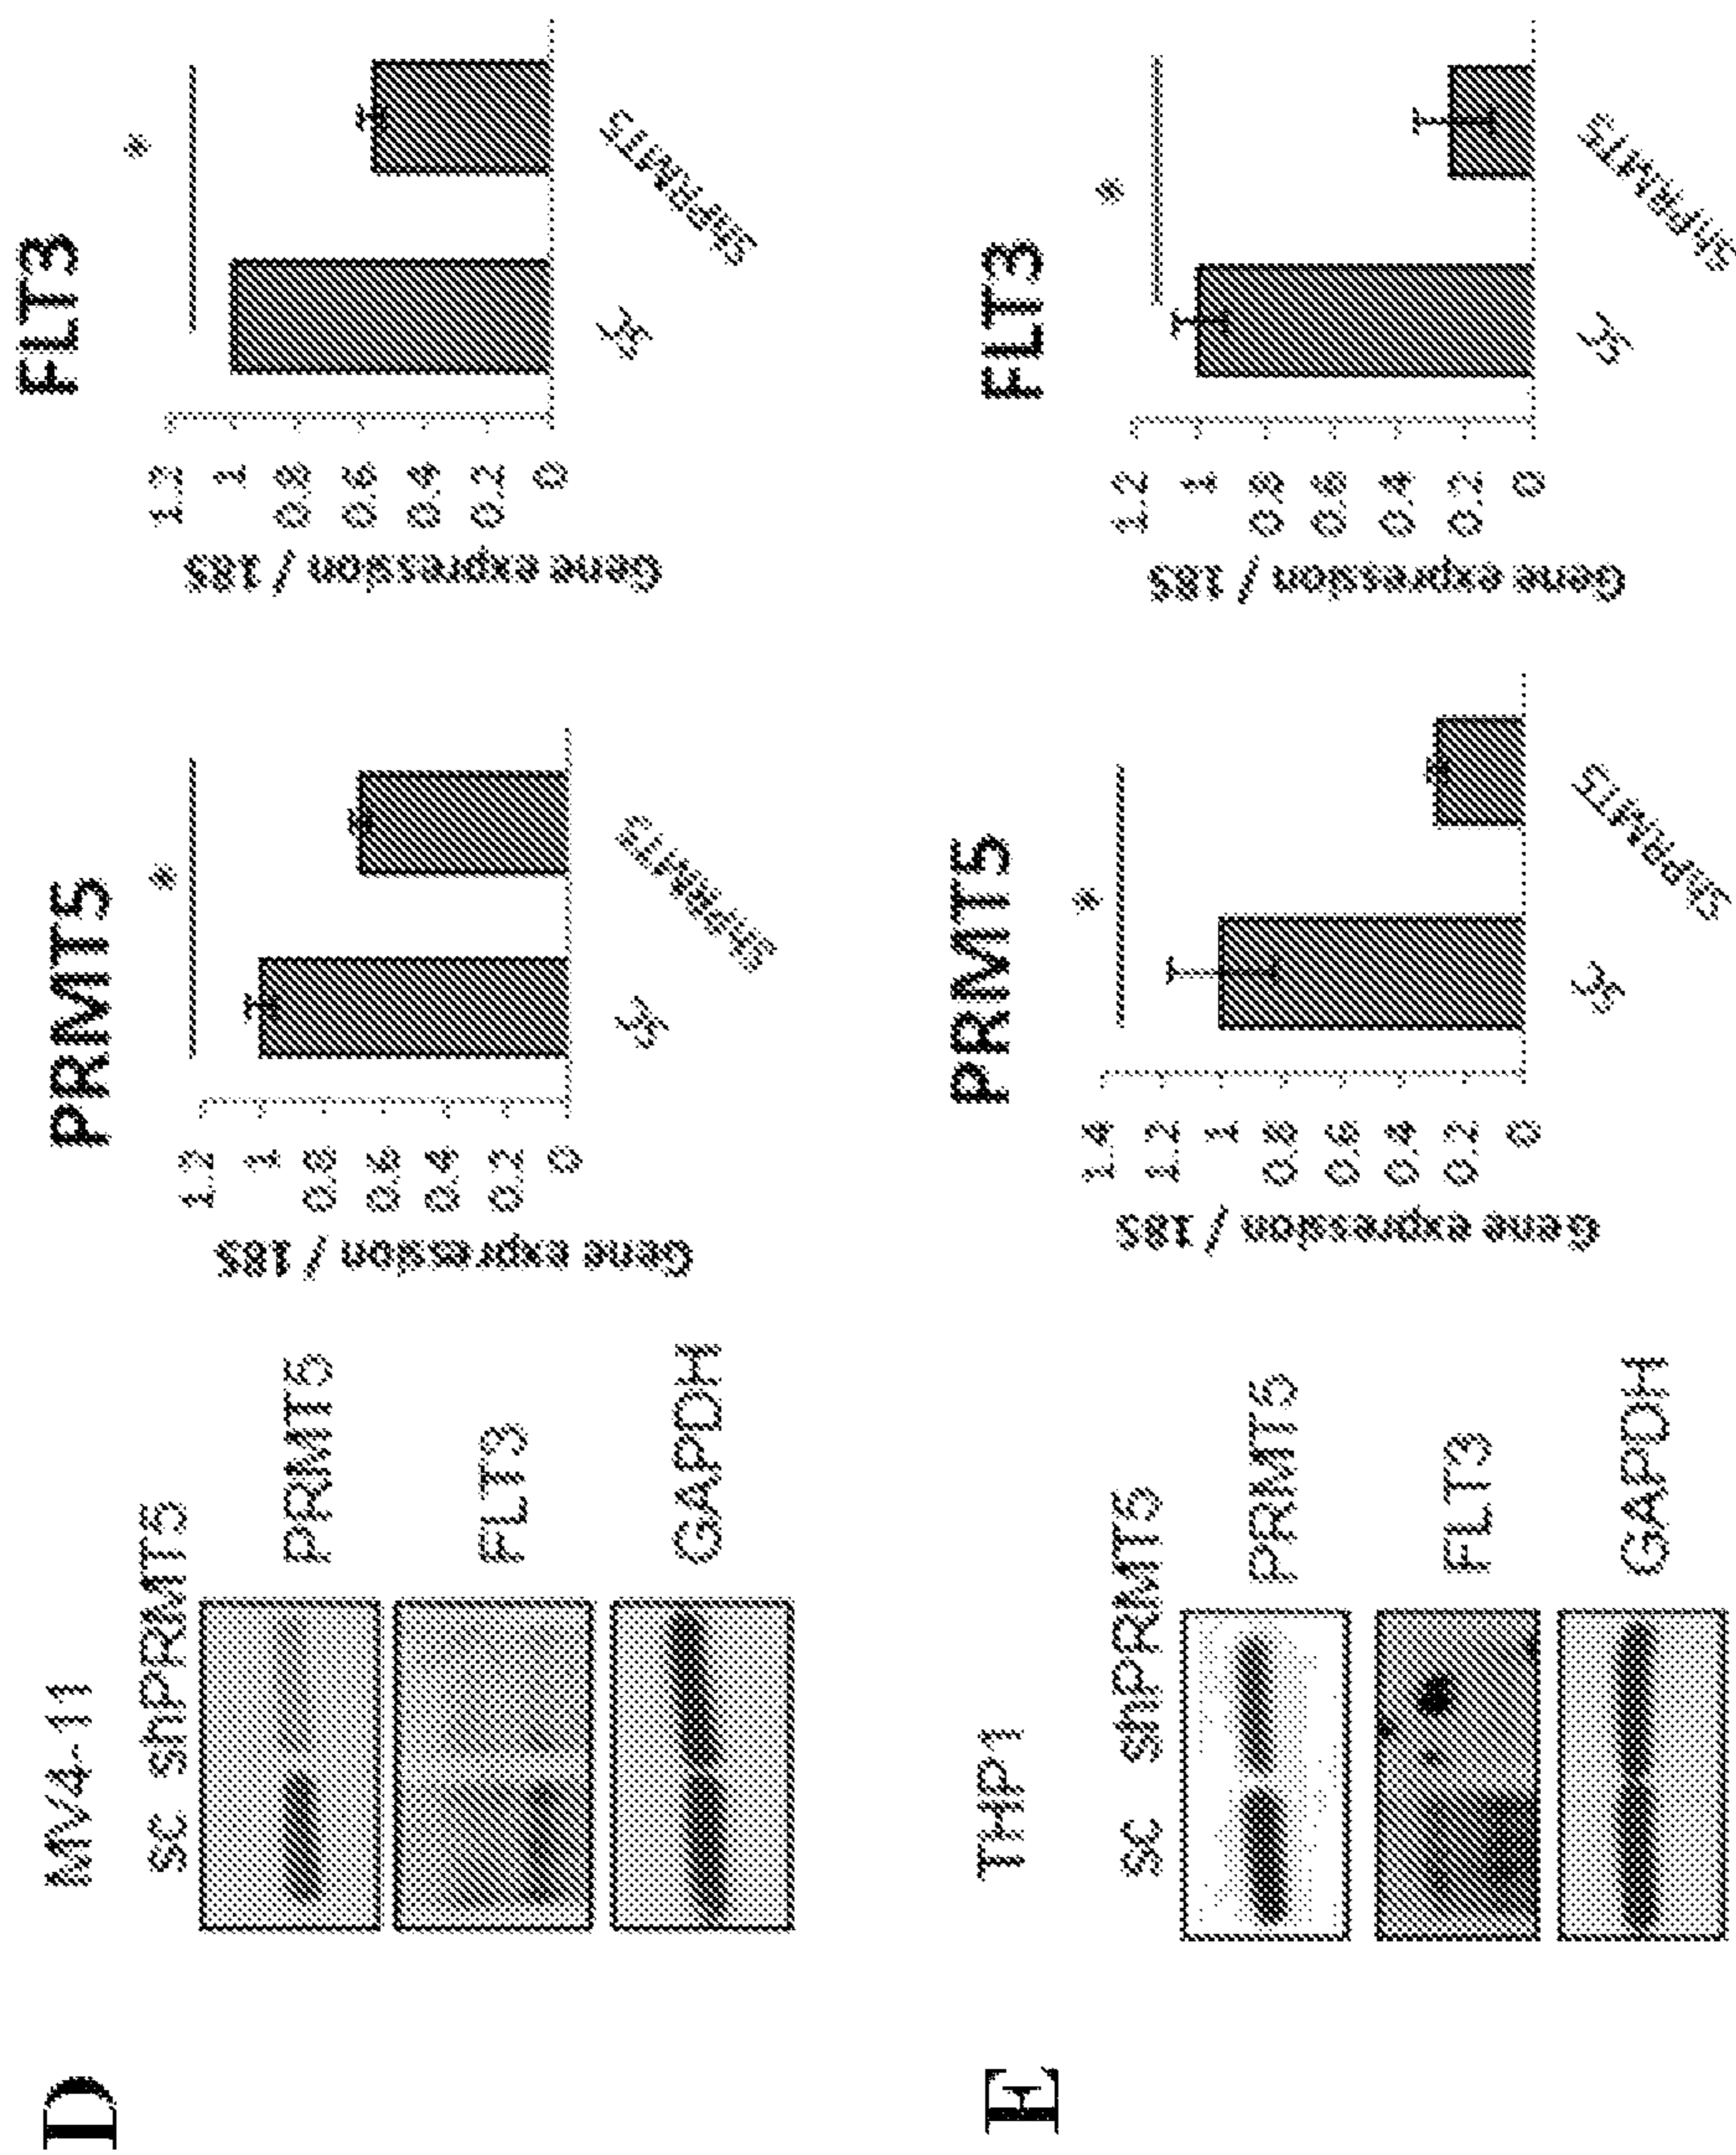 D
MV4-11
sc shPRMT5
PRMT5
FLT3
GAPDH
PRMT5
*
Gene expression / 18S
1.2
1
0.8
0.6
0.4
0.2
0
SC
ShPRMT5
FLT3
*
Gene expression / 18S
1.2
1
0.8
0.6
0.4
0.2
0
SC
ShPRMT5
E
THP1
sc shPRMT5
PRMT5
FLT3
GAPDH
PRMT5
*
Gene expression / 18S
1.4
1.2
1
0.8
0.6
0.4
0.2
0
SC
ShPRMT5
FLT3
*
Gene expression / 18S
1.2
1
0.8
0.6
0.4
0.2
0
SC
ShPRMT5